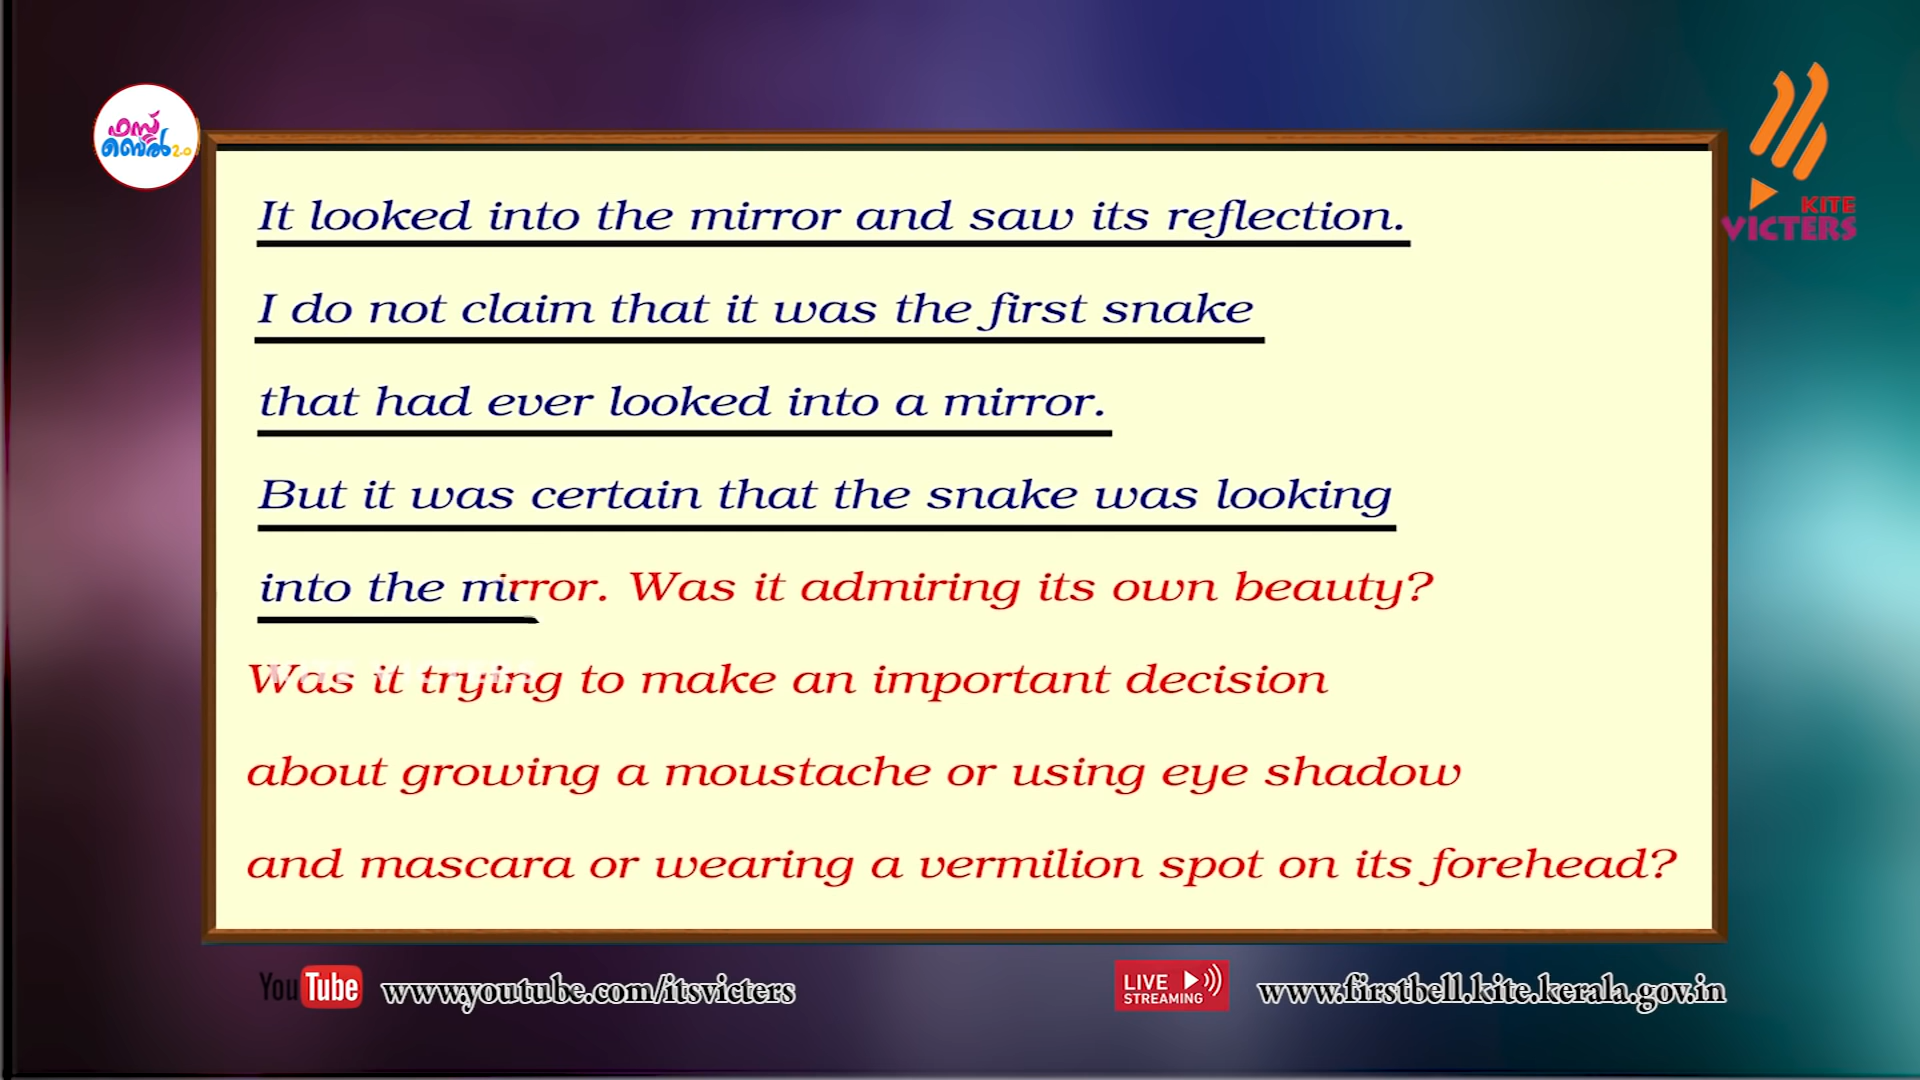 ഫസ്റ്റ്
ബെൽ 2.0
KITE
VICTERS
It looked into the mirror and saw its reflection.
I do not claim that it was the first snake
that had ever looked into a mirror.
But it was certain that the snake was looking
into the mirror. Was it admiring its own beauty?
Was it trying to make an important decision
about growing a moustache or using eye shadow
and mascara or wearing a vermilion spot on its forehead?
YouTube www.youtube.com/itsvicters
LIVE STREAMING www.firstbell.kite.kerala.gov.in